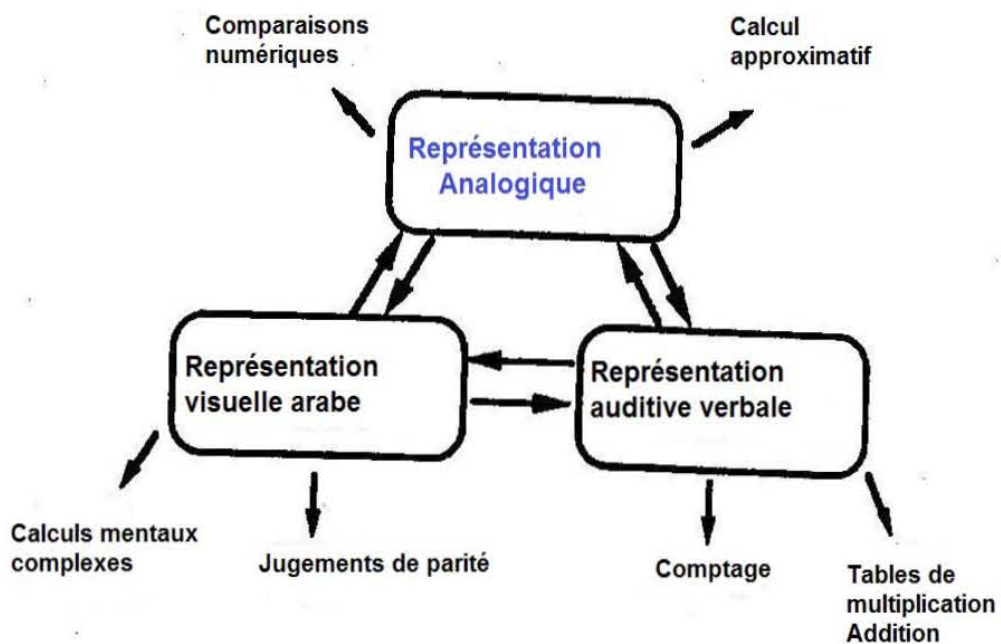 Comparaisons
numériques
Calcul
approximatif
Représentation
Analogique
Représentation
visuelle arabe
Représentation
auditive verbale
Calculs mentaux
complexes
Jugements de parité
Comptage
Tables de
multiplication
Addition